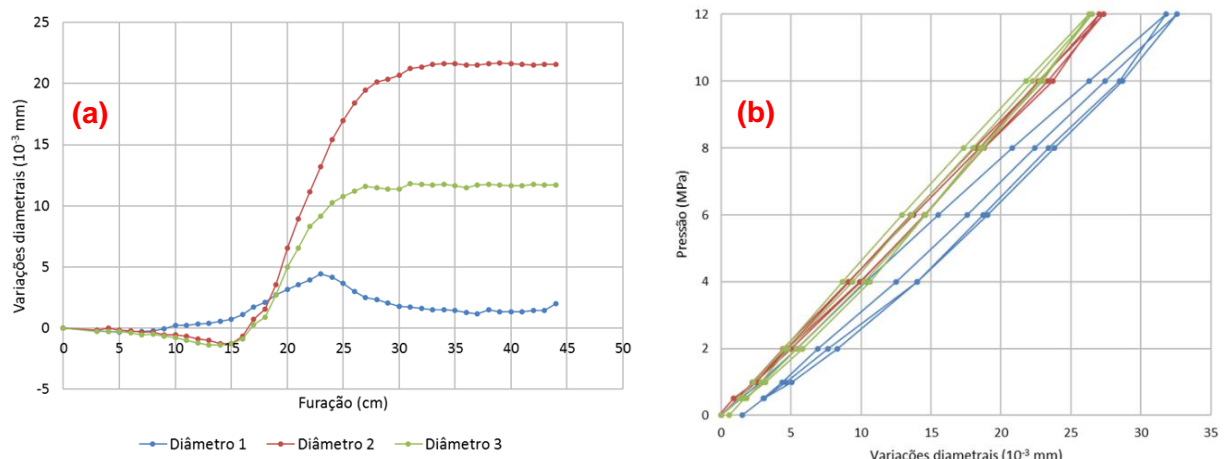 (a)
Variações diametrais (10⁻³ mm)
25
20
15
10
5
0
-5
0 5 10 15 20 25 30 35 40 45 50
Furação (cm)
Diâmetro 1 Diâmetro 2 Diâmetro 3
(b)
Pressão (MPa)
12
10
8
6
4
2
0
0 5 10 15 20 25 30 35
Variações diametrais (10⁻³ mm)